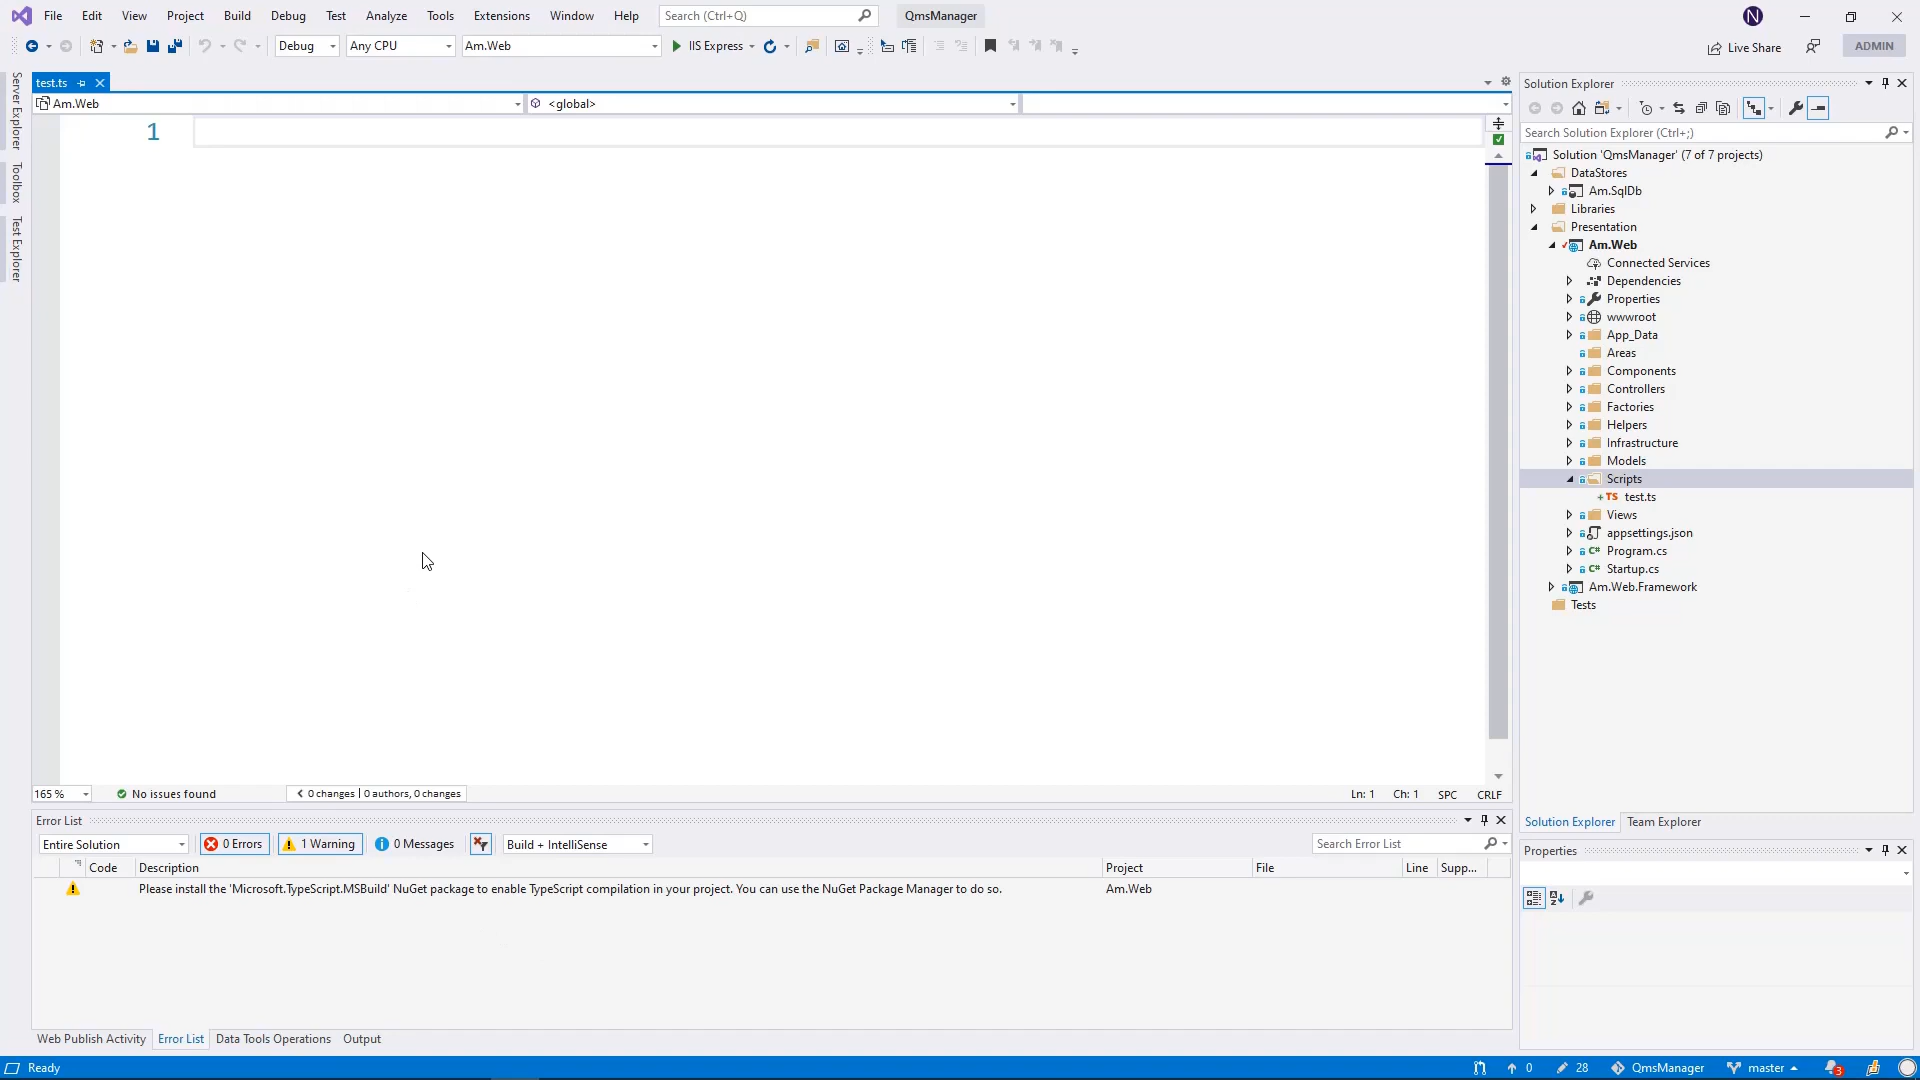 File Edit View Project Build Debug Test Analyze Tools Extensions Window Help Search (Ctrl+Q) QmsManager N
Debug Any CPU Am.Web IIS Express Live Share ADMIN
Server Explorer
Toolbox
Test Explorer
test.ts
Am.Web <global>
1
165 % No issues found 0 changes | 0 authors, 0 changes Ln: 1 Ch: 1 SPC CRLF
Solution Explorer
Search Solution Explorer (Ctrl+;)
Solution 'QmsManager' (7 of 7 projects)
DataStores
Am.SqlDb
Libraries
Presentation
Am.Web
Connected Services
Dependencies
Properties
wwwroot
App_Data
Areas
Components
Controllers
Factories
Helpers
Infrastructure
Models
Scripts
TS test.ts
Views
appsettings.json
C# Program.cs
C# Startup.cs
Am.Web.Framework
Tests
Solution Explorer Team Explorer
Properties
Error List
Entire Solution 0 Errors 1 Warning 0 Messages Build + IntelliSense Search Error List
Code Description Project File Line Supp...
Please install the 'Microsoft.TypeScript.MSBuild' NuGet package to enable TypeScript compilation in your project. You can use the NuGet Package Manager to do so. Am.Web
Web Publish Activity Error List Data Tools Operations Output
Ready 0 28 QmsManager master 3